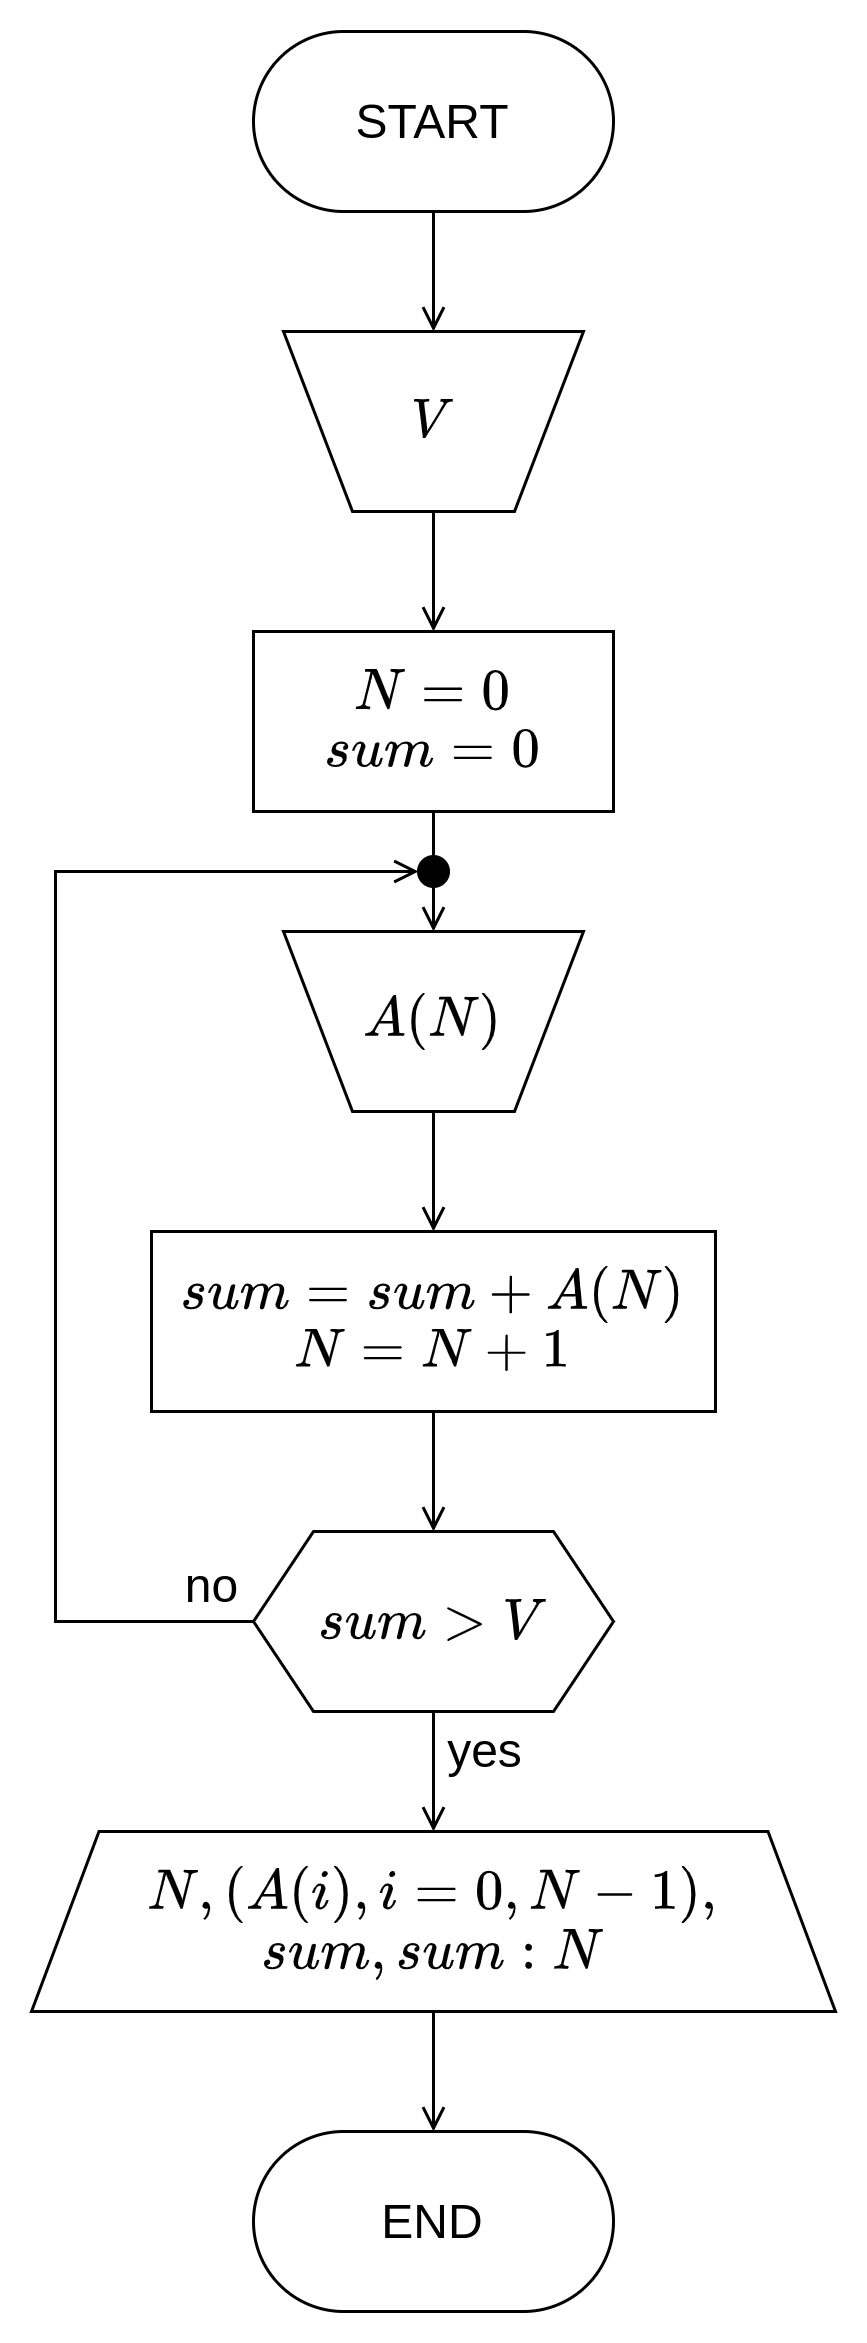 START
V
N = 0
sum = 0
A(N)
sum = sum + A(N)
N = N + 1
no
sum > V
yes
N, (A(i), i = 0, N − 1),
sum, sum : N
END